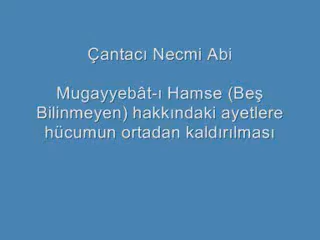 Çantacı Necmi Abi
Mugayyebât-ı Hamse (Beş
Bilinmeyen) hakkındaki ayetlere
hücumun ortadan kaldırılması